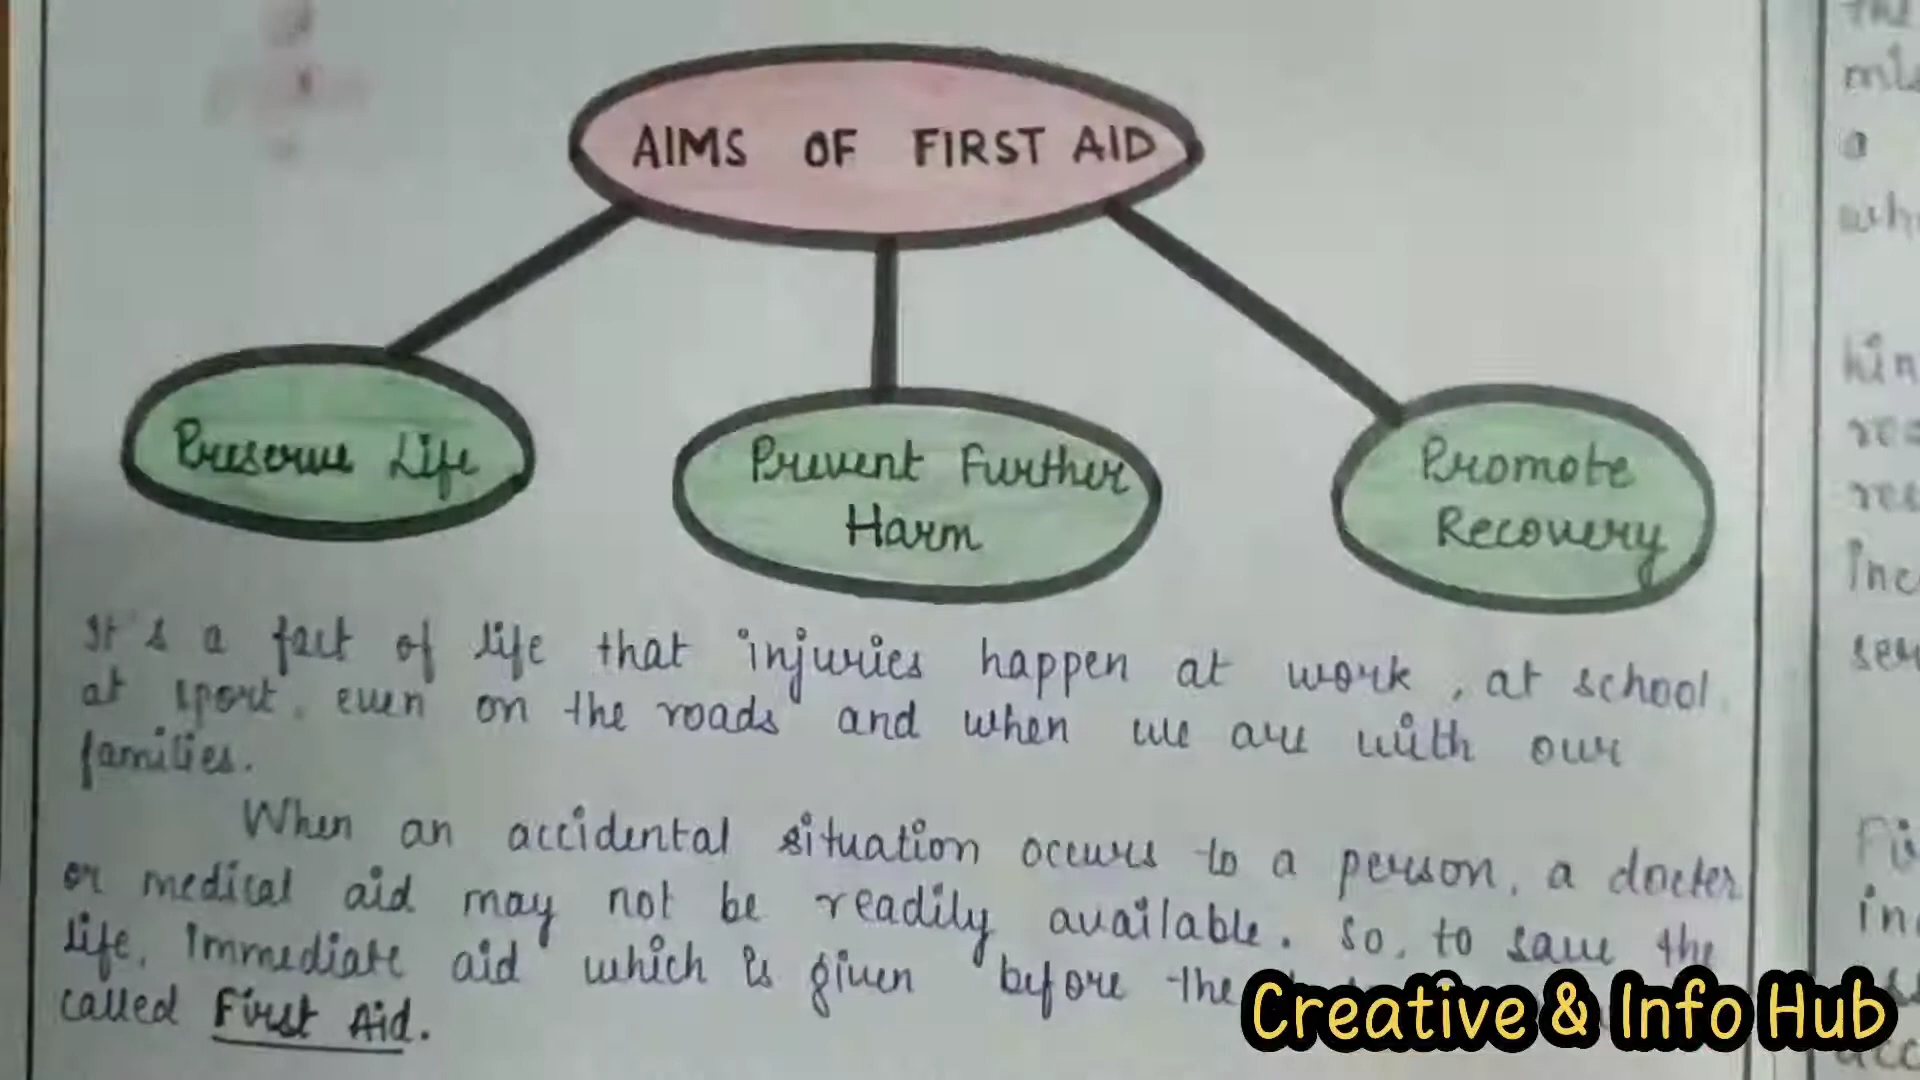 AIMS OF FIRST AID
Preserve Life
Prevent Further
Harm
Promote
Recovery
It's a fact of life that injuries happen at work, at school,
at sport, even on the roads and when we are with our
families.
When an accidental situation occurs to a person, a docter
or medical aid may not be readily available. So, to save the
life, immediate aid which is given before the
called First Aid.
Creative & Info Hub